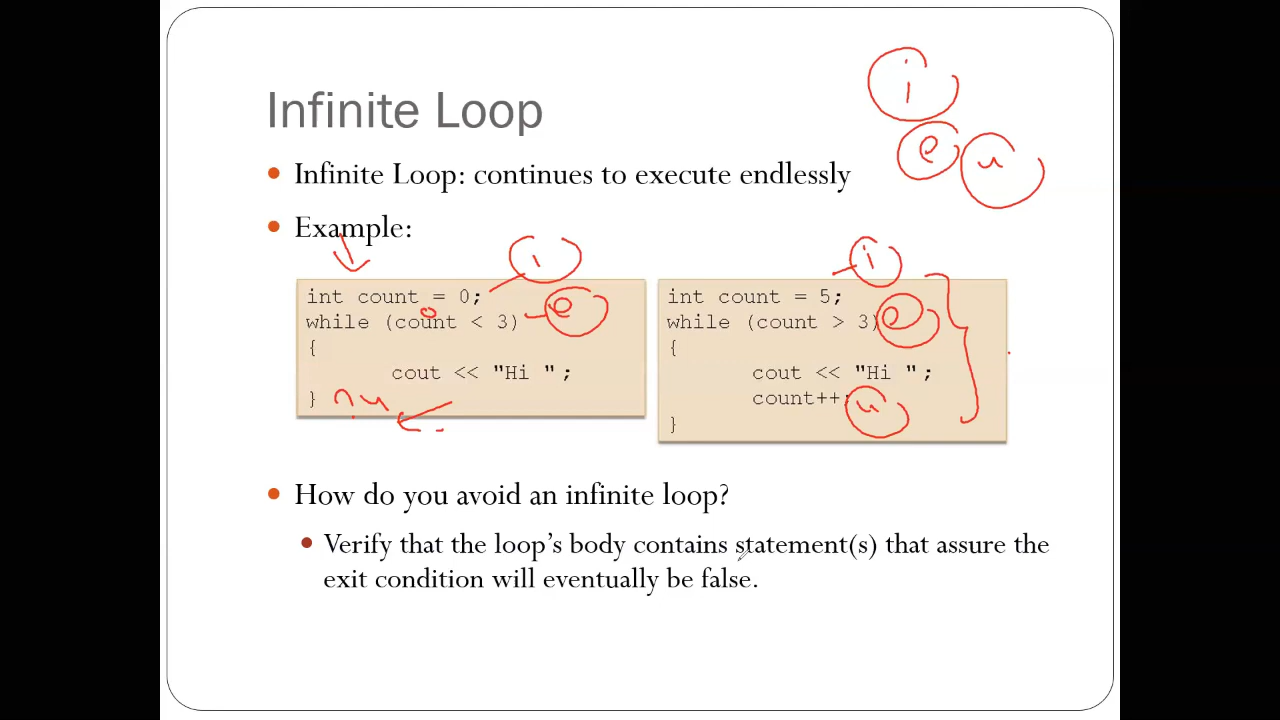 Infinite Loop
i
e
u
• Infinite Loop: continues to execute endlessly
• Example:
i
int count = 0;
while (count < 3)
e
{
cout << "Hi ";
}
i
int count = 5;
while (count > 3)
e
{
cout << "Hi ";
count++;
u
}
• How do you avoid an infinite loop?
• Verify that the loop's body contains statement(s) that assure the
exit condition will eventually be false.